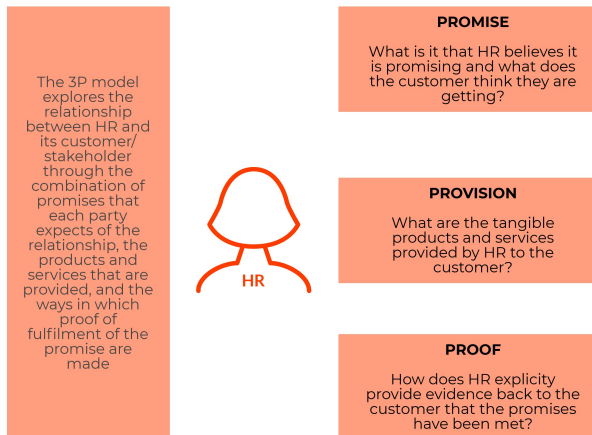 The 3P model
explores the
relationship
between HR and
its customer/
stakeholder
through the
combination of
promises that
each party
expects of the
relationship, the
products and
services that are
provided, and the
ways in which
proof of
fulfilment of the
promise are
made
HR
PROMISE
What is it that HR believes it
is promising and what does
the customer think they are
getting?
PROVISION
What are the tangible
products and services
provided by HR to the
customer?
PROOF
How does HR explicity
provide evidence back to the
customer that the promises
have been met?